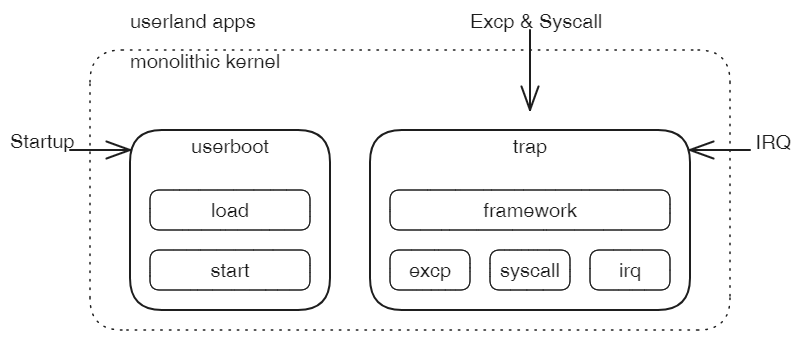 userland apps
Excp & Syscall
monolithic kernel
Startup
userboot
trap
IRQ
load
framework
start
excp
syscall
irq